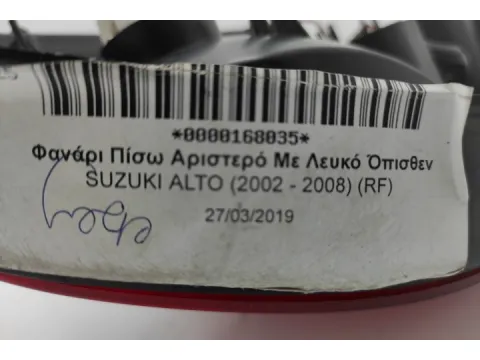 *0000168035*
Φανάρι Πίσω Αριστερό Με Λευκό Όπισθεν
SUZUKI ALTO (2002 - 2008) (RF)
27/03/2019